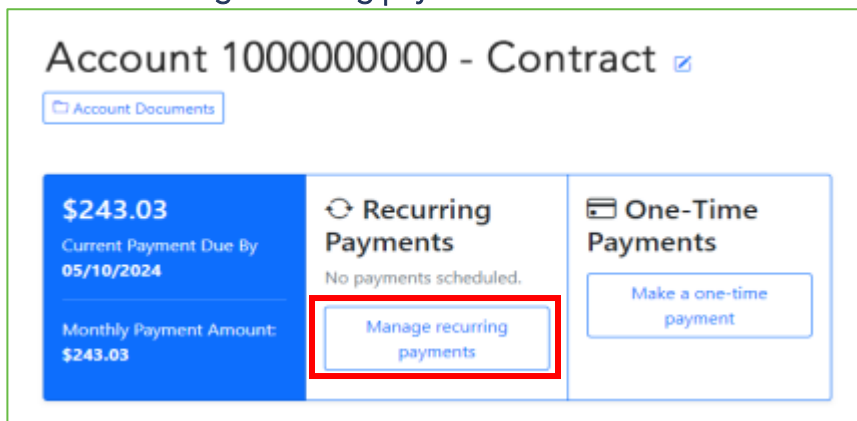 Account 1000000000 - Contract
Account Documents
$243.03
Current Payment Due By
05/10/2024
Monthly Payment Amount:
$243.03
Recurring
Payments
No payments scheduled.
Manage recurring
payments
One-Time
Payments
Make a one-time
payment